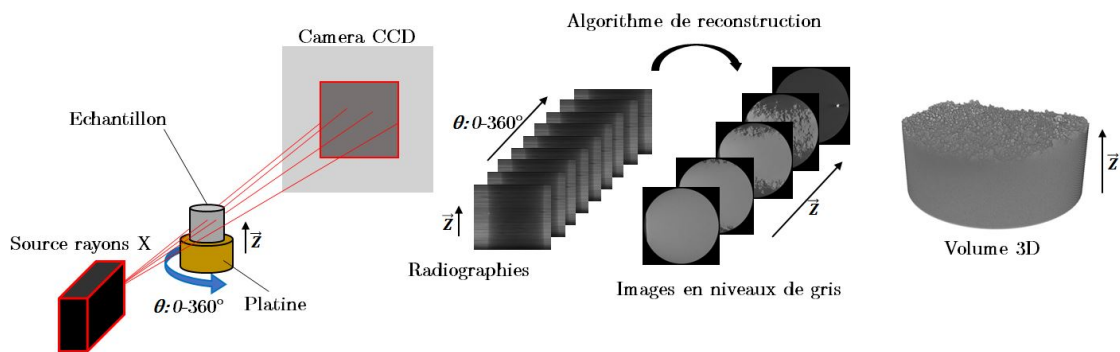 Camera CCD
Echantillon
Source rayons X
Platine
θ: 0-360°
z⃗
θ: 0-360°
z⃗
Radiographies
Algorithme de reconstruction
z⃗
Images en niveaux de gris
z⃗
Volume 3D